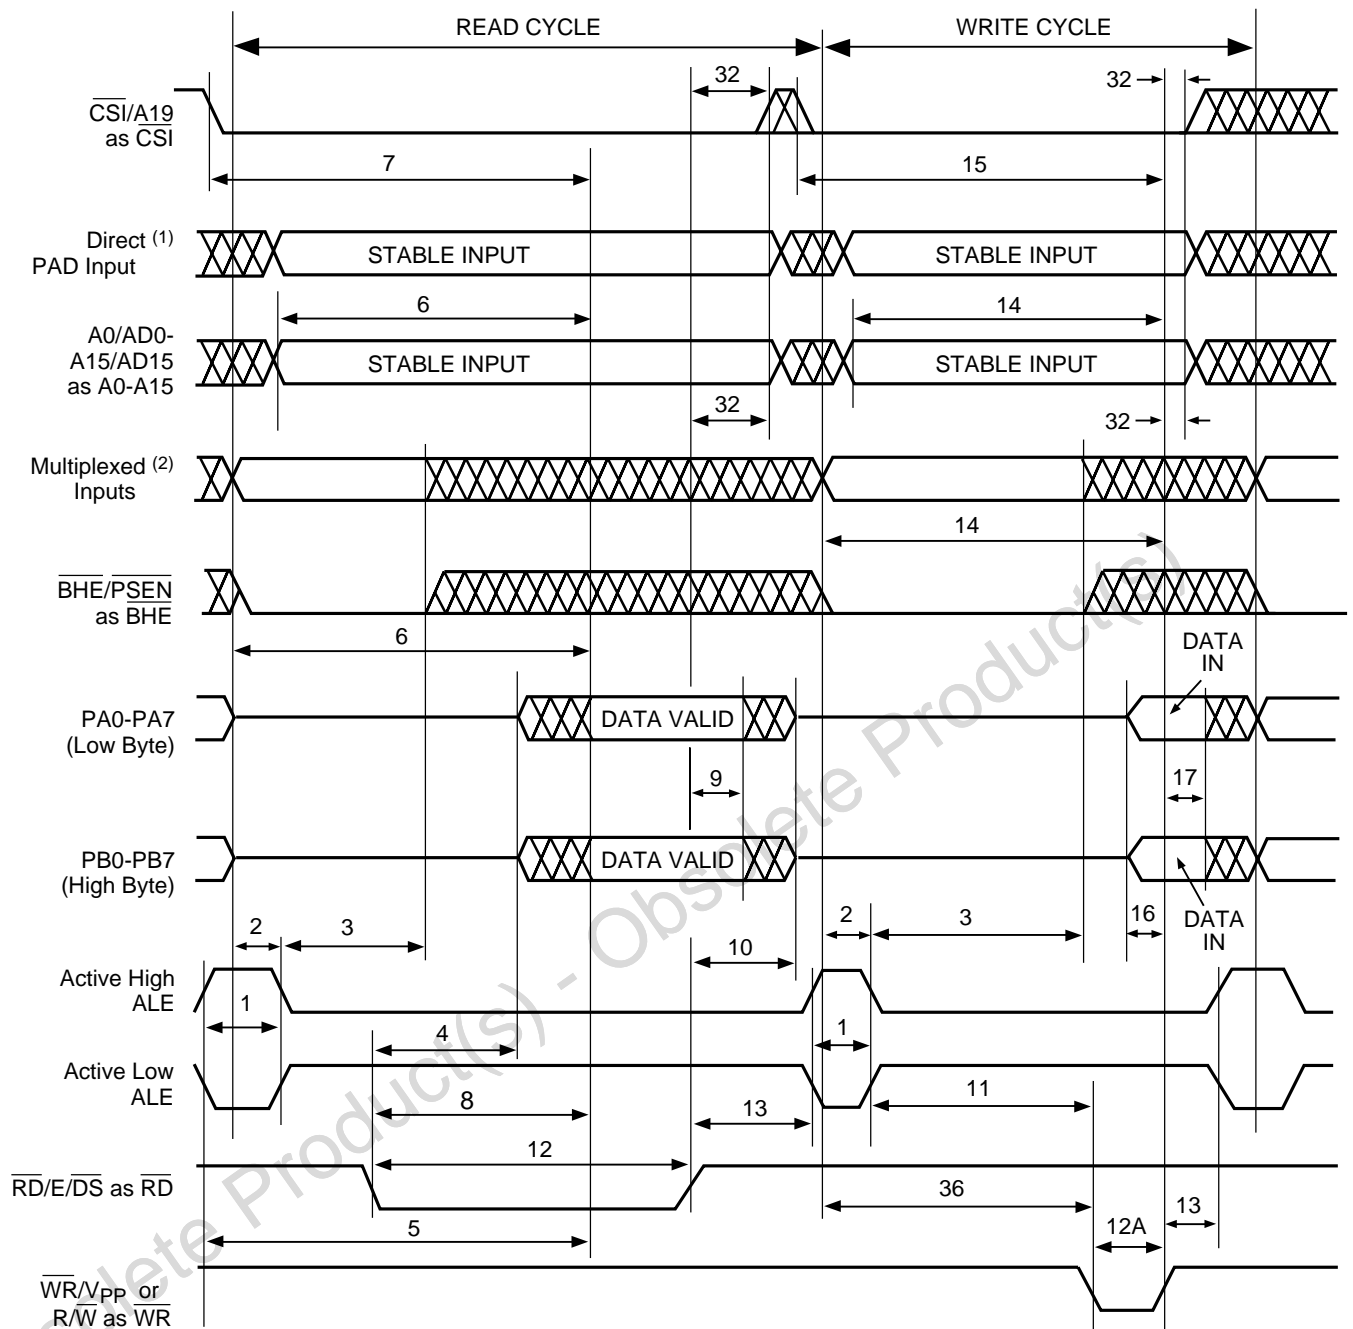 READ CYCLE WRITE CYCLE
32 32
CSI/A19
as CSI
7 15
Direct (1)
PAD Input
STABLE INPUT STABLE INPUT
6 14
A0/AD0-
A15/AD15
as A0-A15
STABLE INPUT STABLE INPUT
32 32
Multiplexed (2)
Inputs
14
BHE/PSEN
as BHE
6
DATA
IN
PA0-PA7
(Low Byte)
DATA VALID
9 17
PB0-PB7
(High Byte)
DATA VALID
DATA
IN
2 3 2 3 16
10
Active High
ALE
1 1
4
Active Low
ALE
8 13 11
12
RD/E/DS as RD
36 13
5 12A
WR/VPP or
R/W as WR
Obsolete Product(s) - Obsolete Product(s)